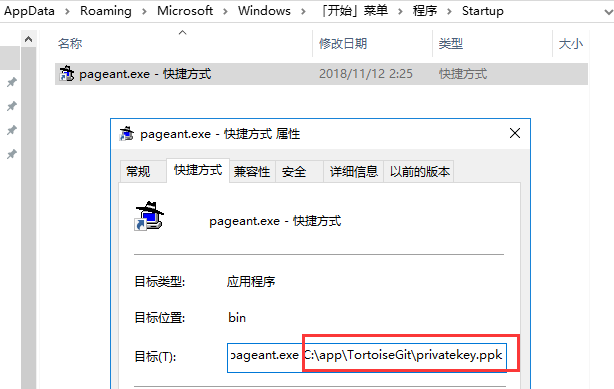 AppData › Roaming › Microsoft › Windows › 「开始」菜单 › 程序 › Startup
名称 修改日期 类型 大小
pageant.exe - 快捷方式 2018/11/12 2:25 快捷方式
pageant.exe - 快捷方式 属性
常规 快捷方式 兼容性 安全 详细信息 以前的版本
pageant.exe - 快捷方式
目标类型: 应用程序
目标位置: bin
目标(T): pageant.exe C:\app\TortoiseGit\privatekey.ppk